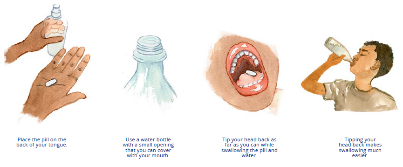 Place the pill on the
back of your tongue.
Use a water bottle
with a small opening
that you can cover
with your mouth
Tip your head back as
far as you can while
swallowing the pill and
water
Tipping your
head back makes
swallowing much
easier